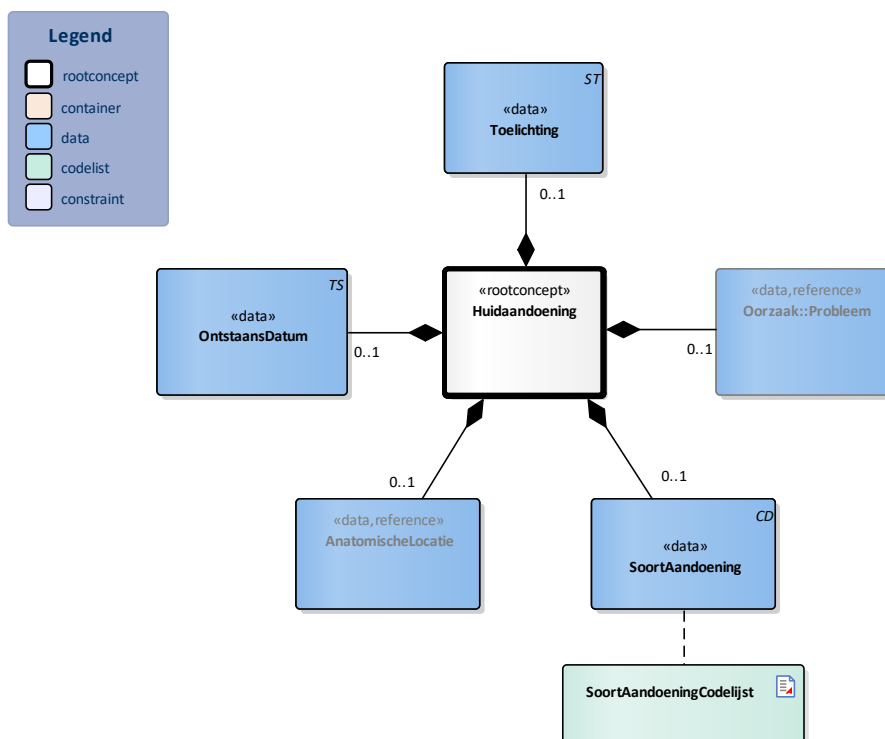 Legend
rootconcept
container
data
codelist
constraint
ST
«data»
Toelichting
0..1
TS
«data»
OntstaansDatum
0..1
«rootconcept»
Huidaandoening
«data,reference»
Oorzaak::Probleem
0..1
0..1
«data,reference»
AnatomischeLocatie
0..1
CD
«data»
SoortAandoening
SoortAandoeningCodelijst